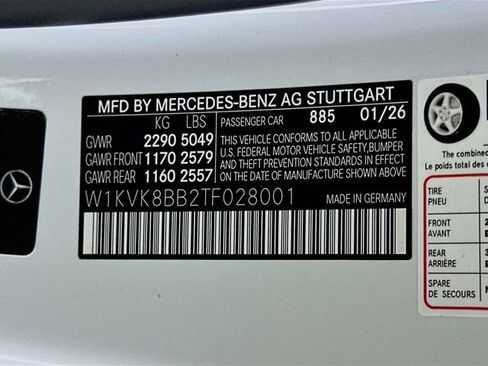 MFD BY MERCEDES-BENZ AG STUTTGART
KG LBS
PASSENGER CAR 885 01/26
GVWR 2290 5049
GAWR FRONT 1170 2579
GAWR REAR 1160 2557
THIS VEHICLE CONFORMS TO ALL APPLICABLE
U.S. FEDERAL MOTOR VEHICLE SAFETY, BUMPER
AND THEFT PREVENTION STANDARDS IN EFFECT
ON THE DATE OF MANUFACTURE SHOWN ABOVE.
W1KVK8BB2TF028001
MADE IN GERMANY
The combined
Le poids total des
TIRE
PNEU
FRONT
AVANT
REAR
ARRIÈRE
SPARE
DE SECOURS